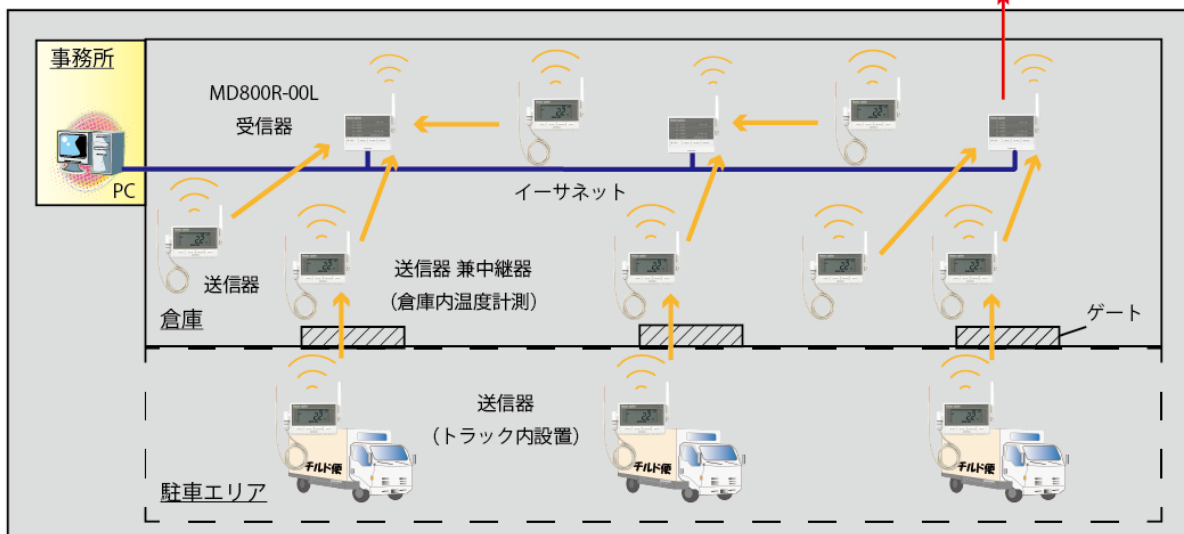 事務所
PC
MD800R-00L
受信器
イーサネット
送信器
送信器 兼中継器
(倉庫内温度計測)
倉庫
ゲート
送信器
(トラック内設置)
チルド便
チルド便
チルド便
駐車エリア